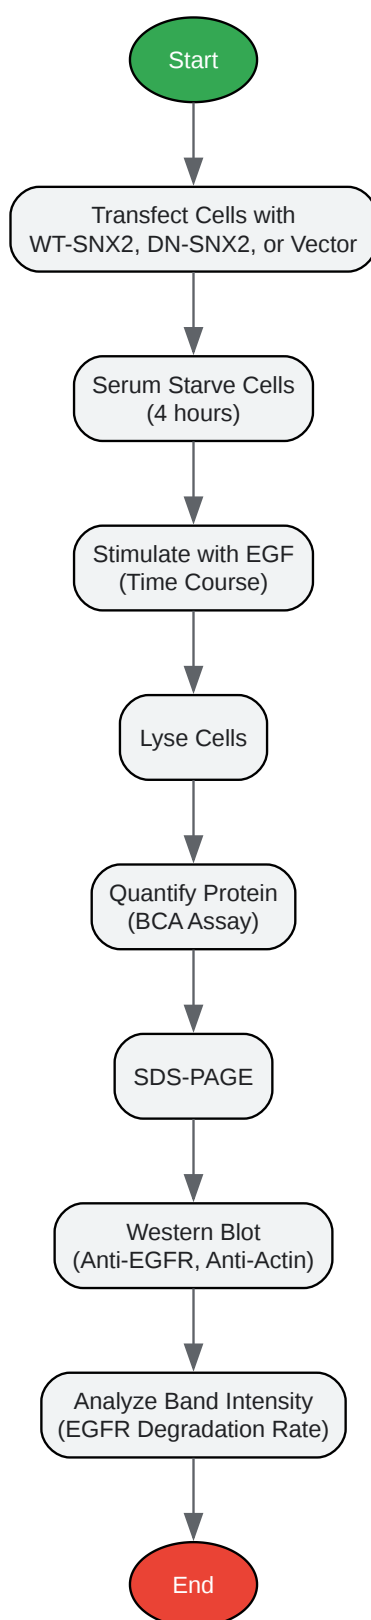 Start
Transfect Cells with
WT-SNX2, DN-SNX2, or Vector
Serum Starve Cells
(4 hours)
Stimulate with EGF
(Time Course)
Lyse Cells
Quantify Protein
(BCA Assay)
SDS-PAGE
Western Blot
(Anti-EGFR, Anti-Actin)
Analyze Band Intensity
(EGFR Degradation Rate)
End